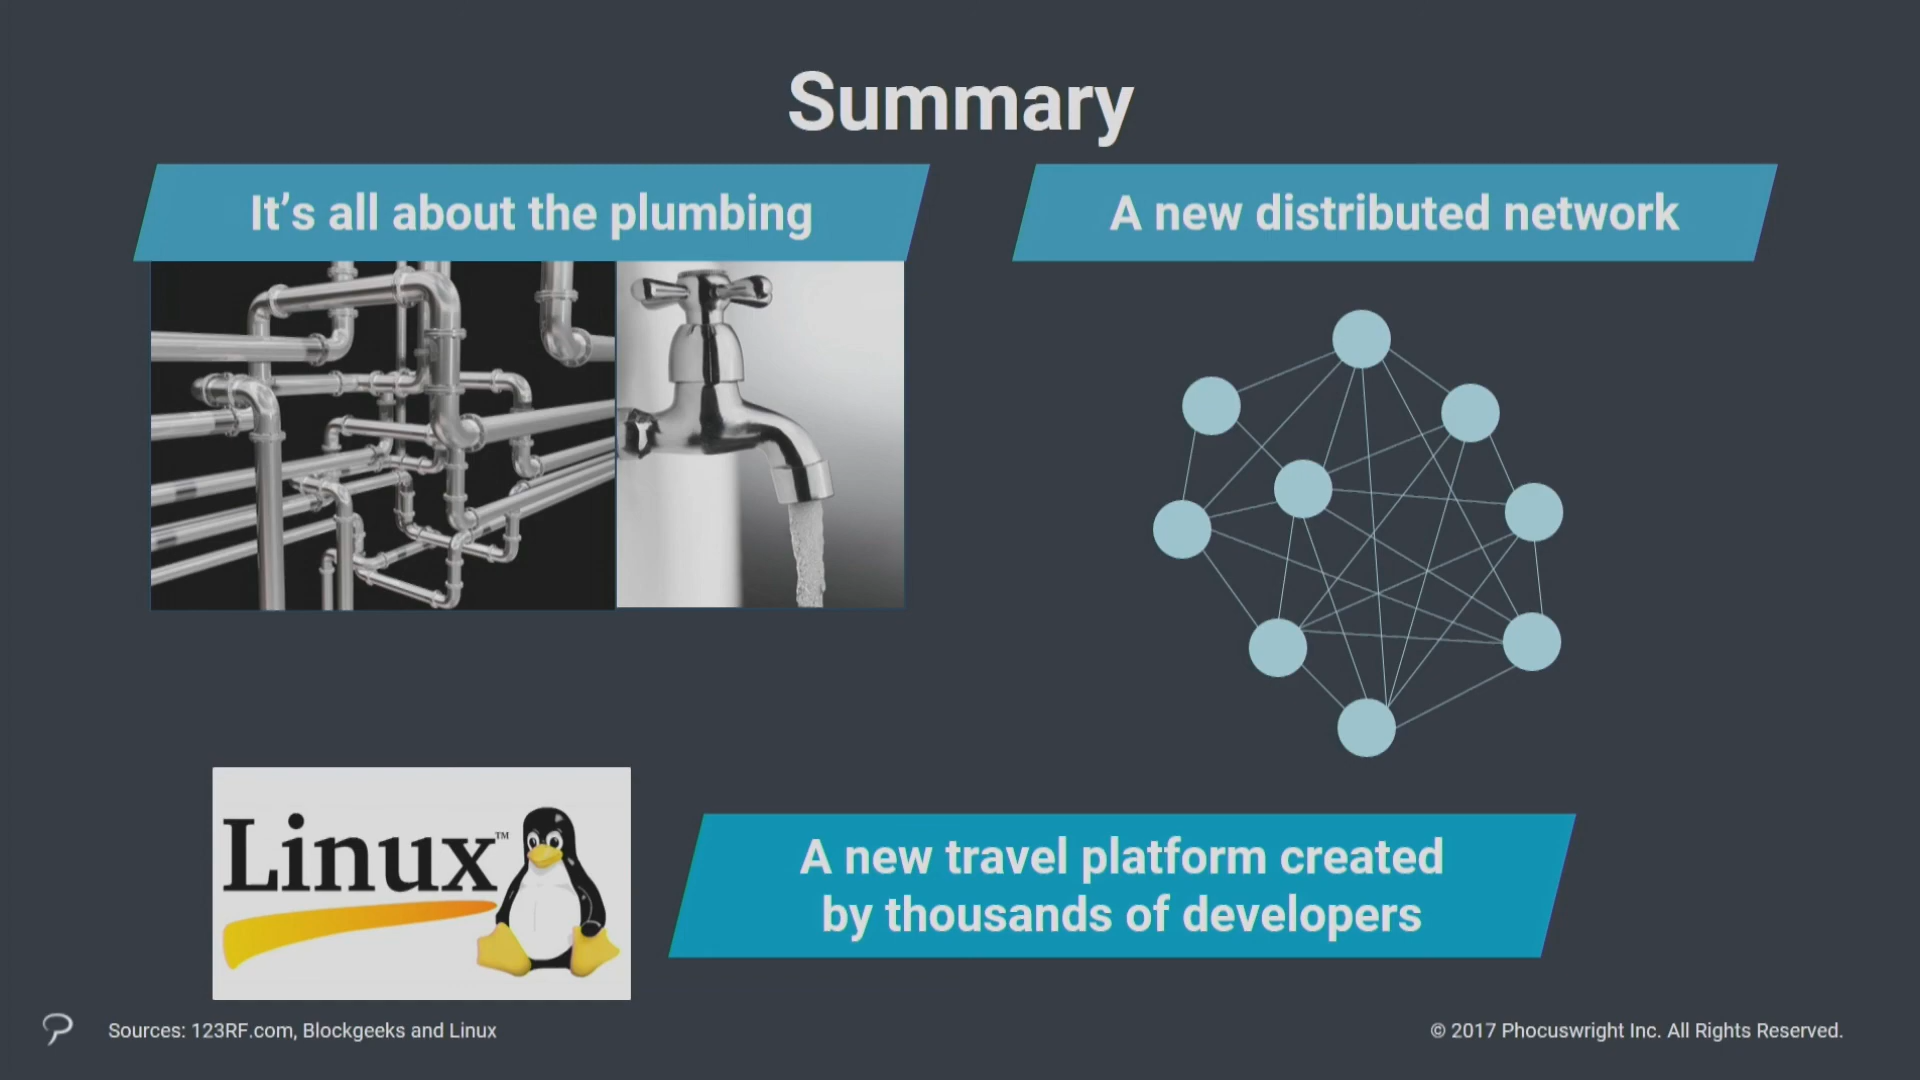 Summary
It’s all about the plumbing
A new distributed network
Linux™
A new travel platform created
by thousands of developers
Sources: 123RF.com, Blockgeeks and Linux
© 2017 Phocuswright Inc. All Rights Reserved.